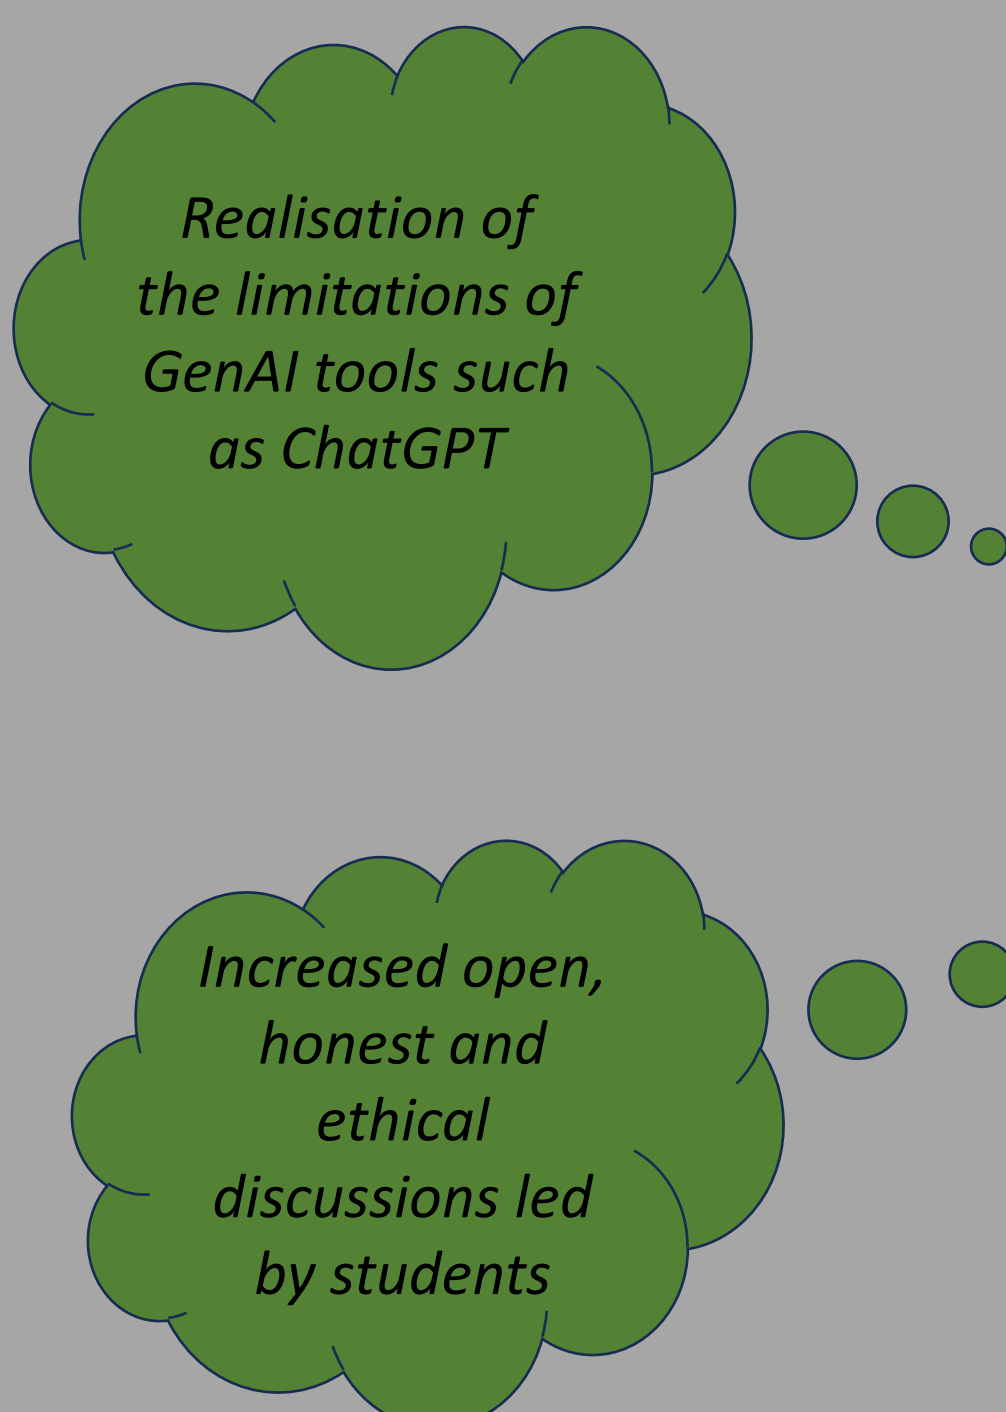 Realisation of
the limitations of
GenAI tools such
as ChatGPT
Increased open,
honest and
ethical
discussions led
by students